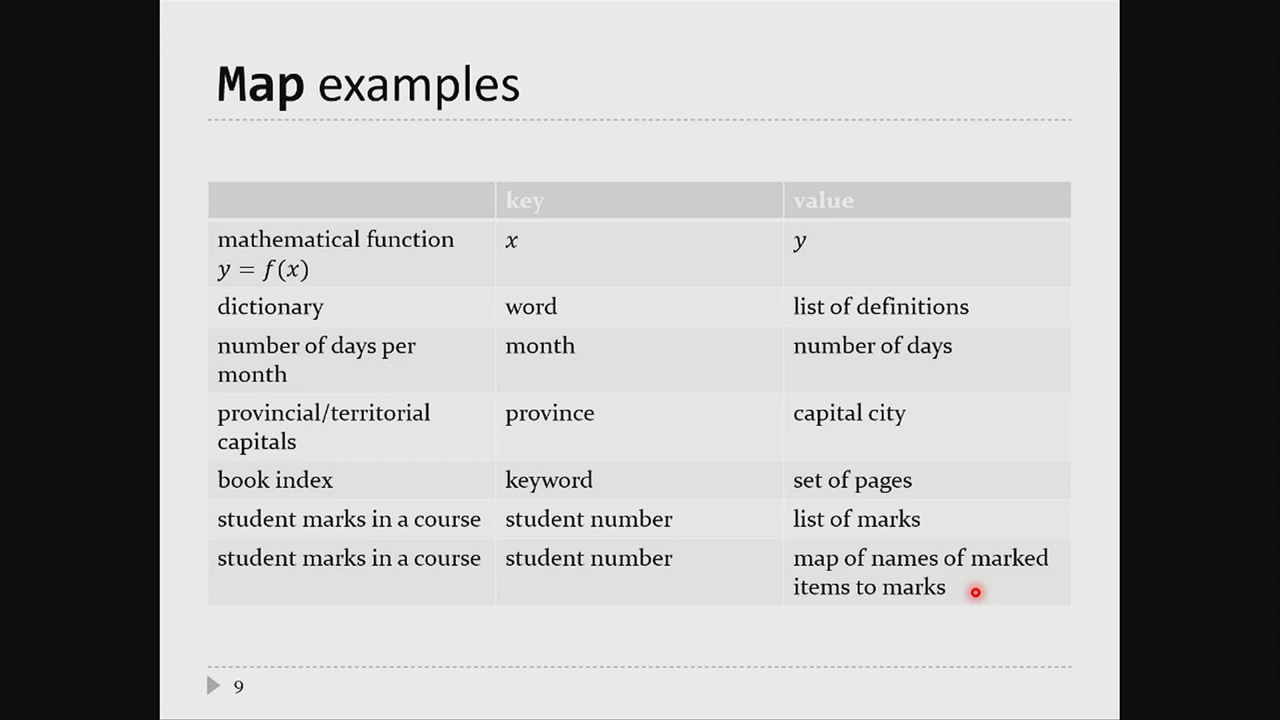 Map examples
key value
mathematical function x y
y = f(x)
dictionary word list of definitions
number of days per month number of days
month
provincial/territorial province capital city
capitals
book index keyword set of pages
student marks in a course student number list of marks
student marks in a course student number map of names of marked
items to marks
9